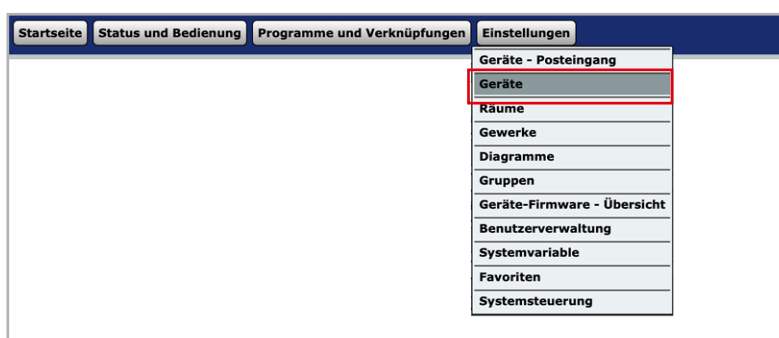 Startseite Status und Bedienung Programme und Verknüpfungen Einstellungen
Geräte - Posteingang
Geräte
Räume
Gewerke
Diagramme
Gruppen
Geräte-Firmware - Übersicht
Benutzerverwaltung
Systemvariable
Favoriten
Systemsteuerung